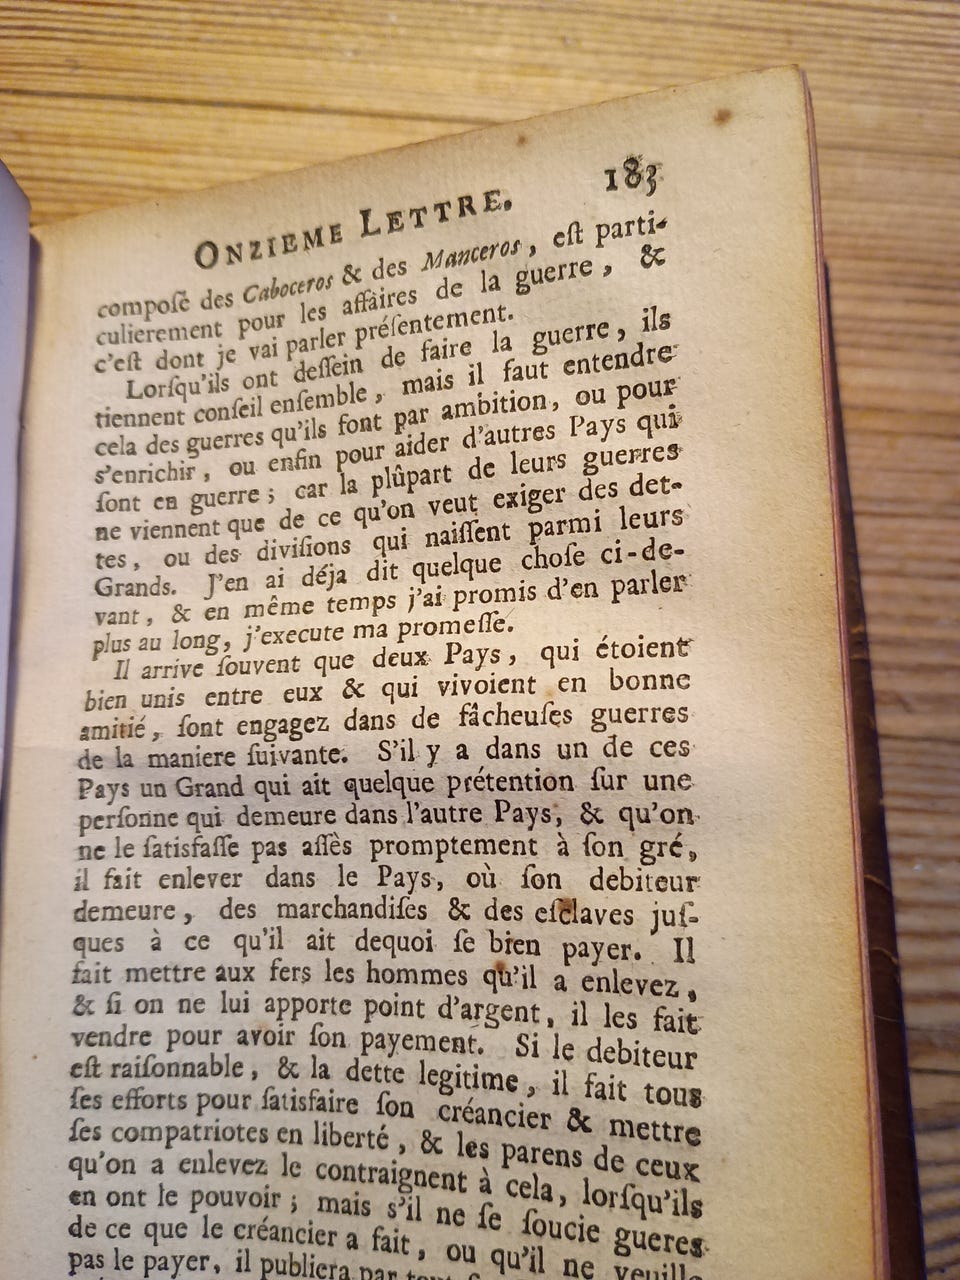 ONZIEME LETTRE. 183
compoſé des Caboceros & des Manceros, eſt parti-
culierement pour les affaires de la guerre, &
c'eſt dont je vai parler préſentement.
Lorſqu'ils ont deſſein de faire la guerre, ils
tiennent conſeil enſemble, mais il faut entendre
cela des guerres qu'ils font par ambition, ou pour
s'enrichir, ou enfin pour aider d'autres Pays qui
ſont en guerre; car la plûpart de leurs guerres
ne viennent que de ce qu'on veut exiger des det-
tes, ou des diviſions qui naiſſent parmi leurs
Grands. J'en ai déja dit quelque choſe ci-de-
vant, & en même temps j'ai promis d'en parler
plus au long, j'execute ma promeſſe.
Il arrive ſouvent que deux Pays, qui étoient
bien unis entre eux & qui vivoient en bonne
amitié, ſont engagez dans de fâcheuſes guerres
de la maniere ſuivante. S'il y a dans un de ces
Pays un Grand qui ait quelque prétention ſur une
perſonne qui demeure dans l'autre Pays, & qu'on
ne le ſatisfaſſe pas aſſès promptement à ſon gré,
il fait enlever dans le Pays, où ſon debiteur
demeure, des marchandiſes & des eſclaves juſ-
ques à ce qu'il ait dequoi ſe bien payer. Il
fait mettre aux fers les hommes qu'il a enlevez,
& ſi on ne lui apporte point d'argent, il les fait
vendre pour avoir ſon payement. Si le debiteur
eſt raiſonnable, & la dette legitime, il fait tous
ſes efforts pour ſatisfaire ſon créancier & mettre
ſes compatriotes en liberté, & les parens de ceux
qu'on a enlevez le contraignent à cela, lorſqu'ils
en ont le pouvoir; mais s'il ne ſe ſoucie gueres
de ce que le créancier a fait, ou qu'il ne veuille
pas le payer, il publiera par